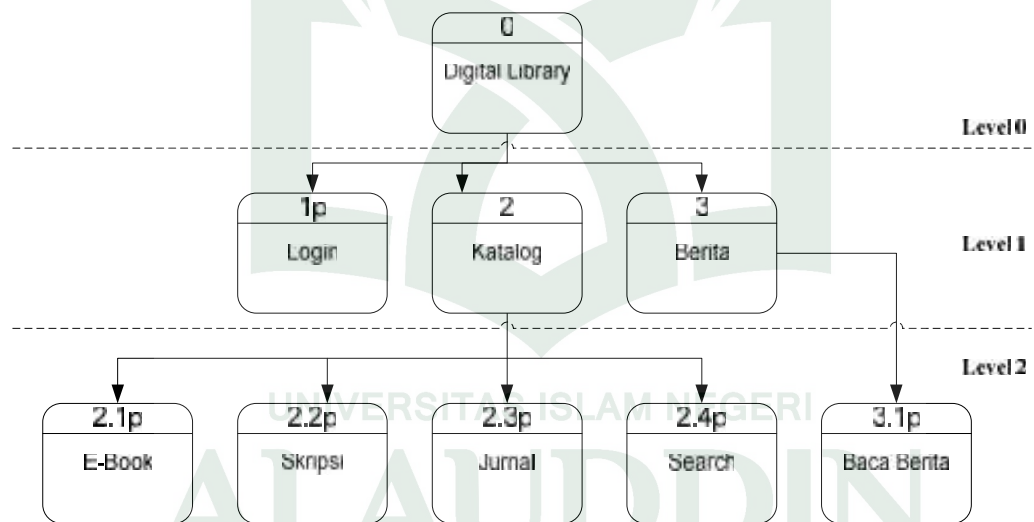 0
Digital Library
Level 0
1p
Login
2
Katalog
3
Berita
Level 1
Level 2
2.1p
E-Book
2.2p
Skripsi
2.3p
Jurnal
2.4p
Search
3.1p
Baca Berita
UNIVERSITAS ISLAM NEGERI
ALAUDDIN